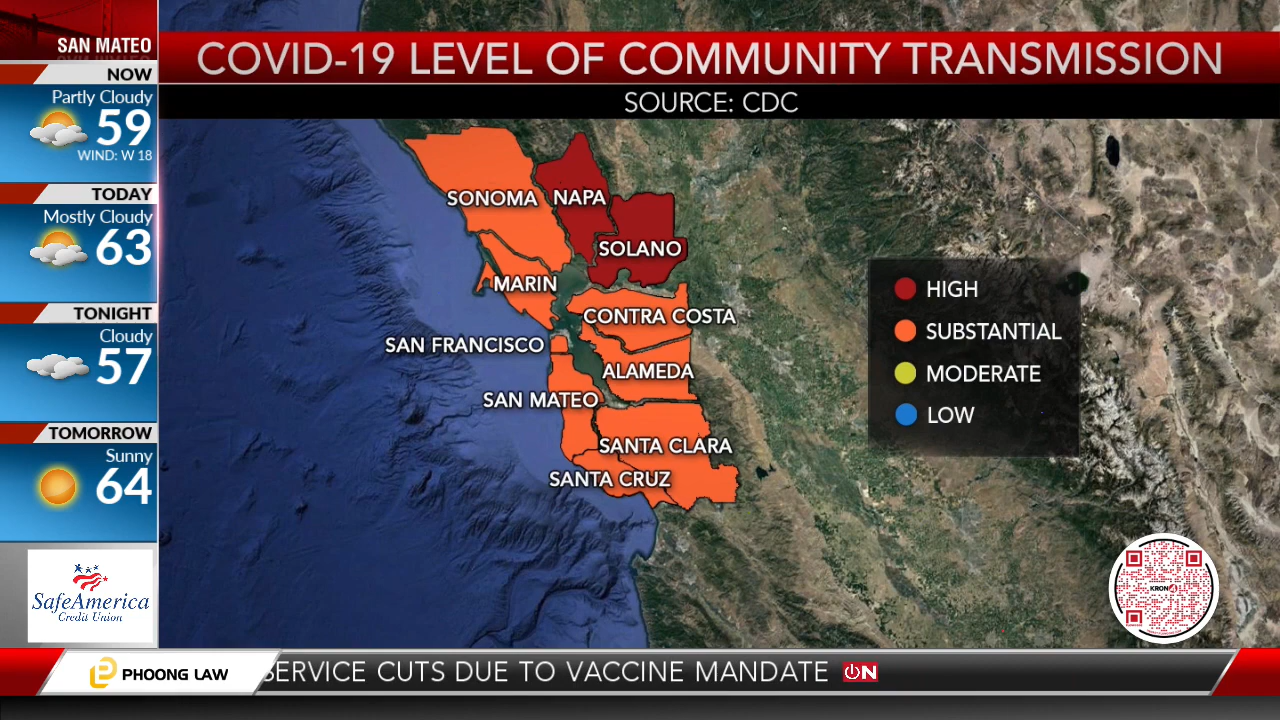 SAN MATEO
NOW
Partly Cloudy
59
WIND: W 18
TODAY
Mostly Cloudy
63
TONIGHT
Cloudy
57
TOMORROW
Sunny
64
SafeAmerica
Credit Union
COVID-19 LEVEL OF COMMUNITY TRANSMISSION
SOURCE: CDC
SONOMA
NAPA
SOLANO
MARIN
CONTRA COSTA
SAN FRANCISCO
ALAMEDA
SAN MATEO
SANTA CLARA
SANTA CRUZ
HIGH
SUBSTANTIAL
MODERATE
LOW
KRON4
PHOONG LAW
SERVICE CUTS DUE TO VACCINE MANDATE ON